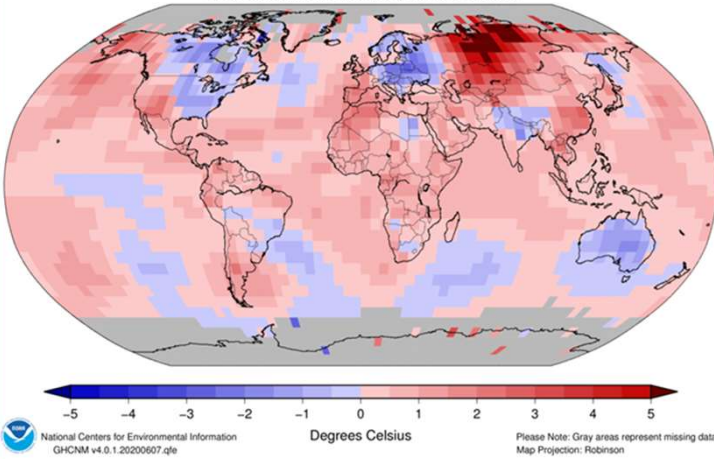 −5 −4 −3 −2 −1 0 1 2 3 4 5
Degrees Celsius
NOAA
National Centers for Environmental Information
GHCNM v4.0.1.20200607.qfe
Please Note: Gray areas represent missing data
Map Projection: Robinson